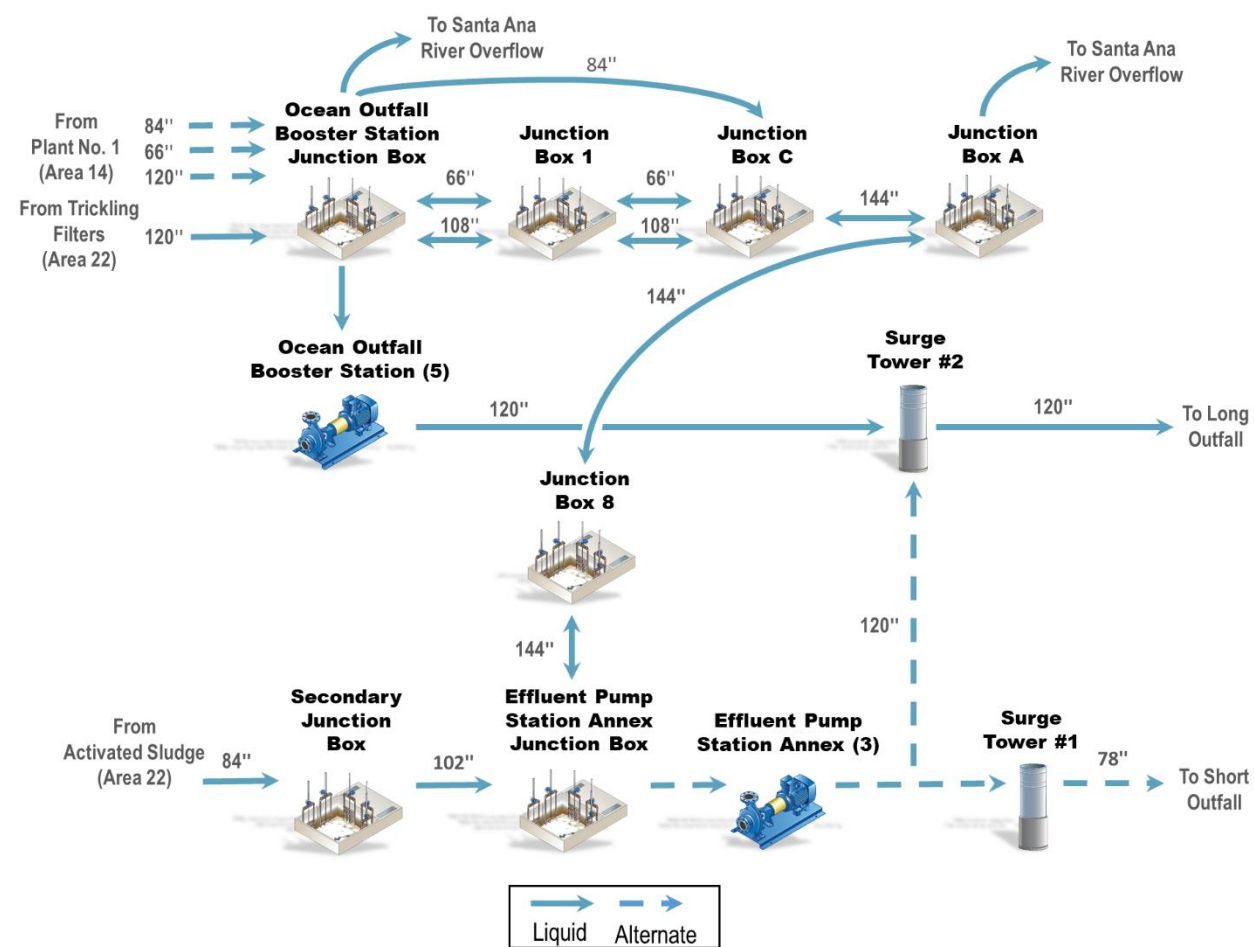 To Santa Ana
River Overflow
To Santa Ana
River Overflow
84"
Ocean Outfall
Booster Station
Junction Box
Junction
Box 1
Junction
Box C
Junction
Box A
From
Plant No. 1
(Area 14)
84"
66"
120"
From Trickling
Filters
(Area 22)
120"
66"
108"
66"
108"
144"
144"
Ocean Outfall
Booster Station (5)
120"
Surge
Tower #2
120"
To Long
Outfall
Junction
Box 8
144"
120"
From
Activated Sludge
(Area 22)
84"
Secondary
Junction
Box
102"
Effluent Pump
Station Annex
Junction Box
Effluent Pump
Station Annex (3)
Surge
Tower #1
78"
To Short
Outfall
Liquid
Alternate